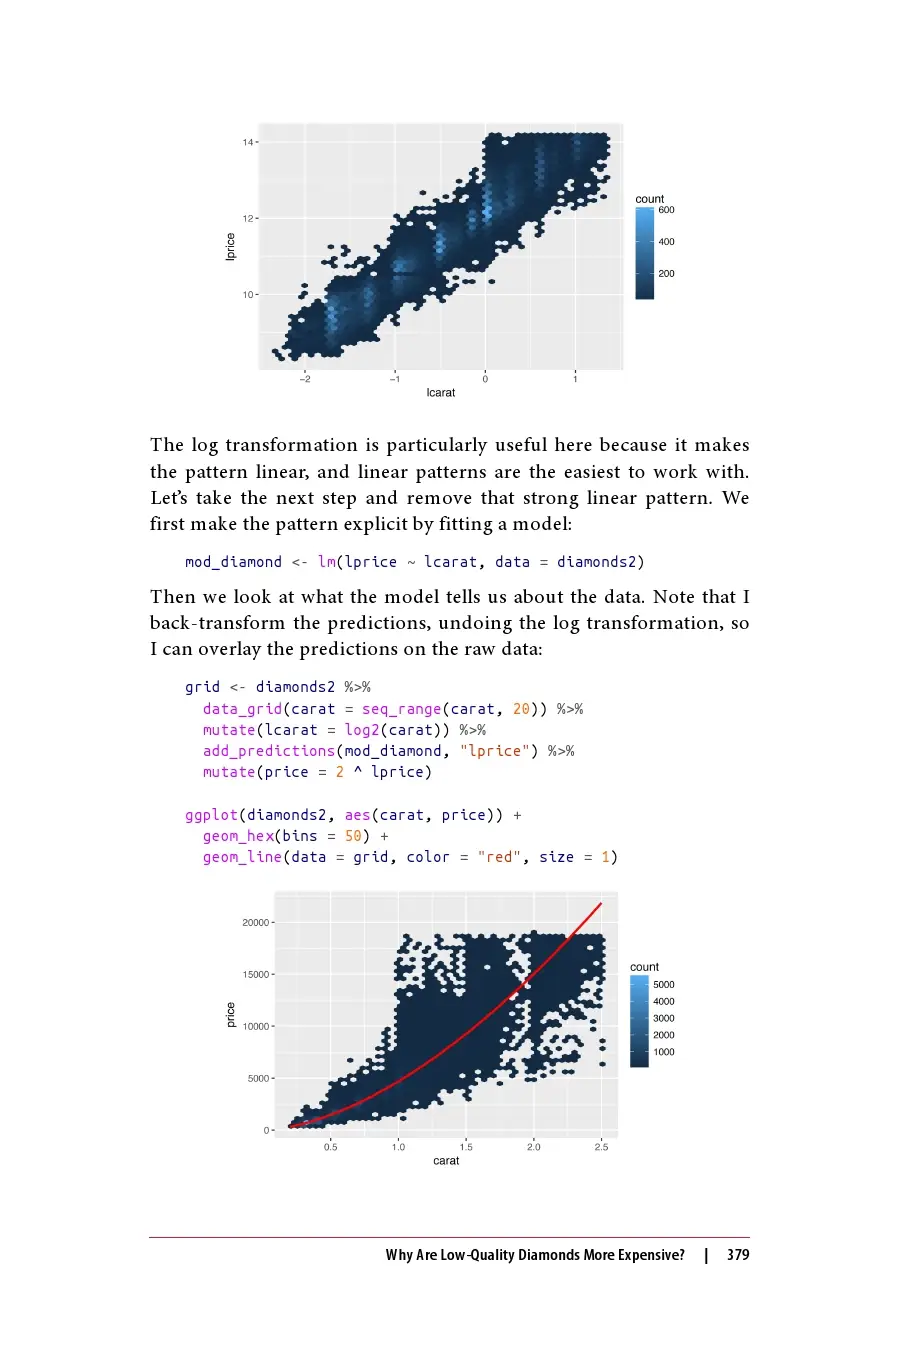 14
12
10
lprice
−2
−1
0
1
lcarat
count
600
400
200
The log transformation is particularly useful here because it makes
the pattern linear, and linear patterns are the easiest to work with.
Let’s take the next step and remove that strong linear pattern. We
first make the pattern explicit by fitting a model:
mod_diamond <- lm(lprice ~ lcarat, data = diamonds2)
Then we look at what the model tells us about the data. Note that I
back-transform the predictions, undoing the log transformation, so
I can overlay the predictions on the raw data:
grid <- diamonds2 %>%
  data_grid(carat = seq_range(carat, 20)) %>%
  mutate(lcarat = log2(carat)) %>%
  add_predictions(mod_diamond, "lprice") %>%
  mutate(price = 2 ^ lprice)
ggplot(diamonds2, aes(carat, price)) +
  geom_hex(bins = 50) +
  geom_line(data = grid, color = "red", size = 1)
20000
15000
10000
5000
0
price
0.5
1.0
1.5
2.0
2.5
carat
count
5000
4000
3000
2000
1000
Why Are Low-Quality Diamonds More Expensive? | 379